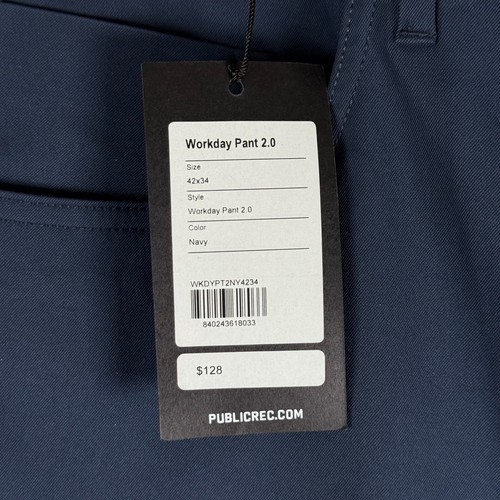 Workday Pant 2.0
Size
42x34
Style
Workday Pant 2.0
Color
Navy
WKDYPT2NY4234
840243618033
$128
PUBLICREC.COM